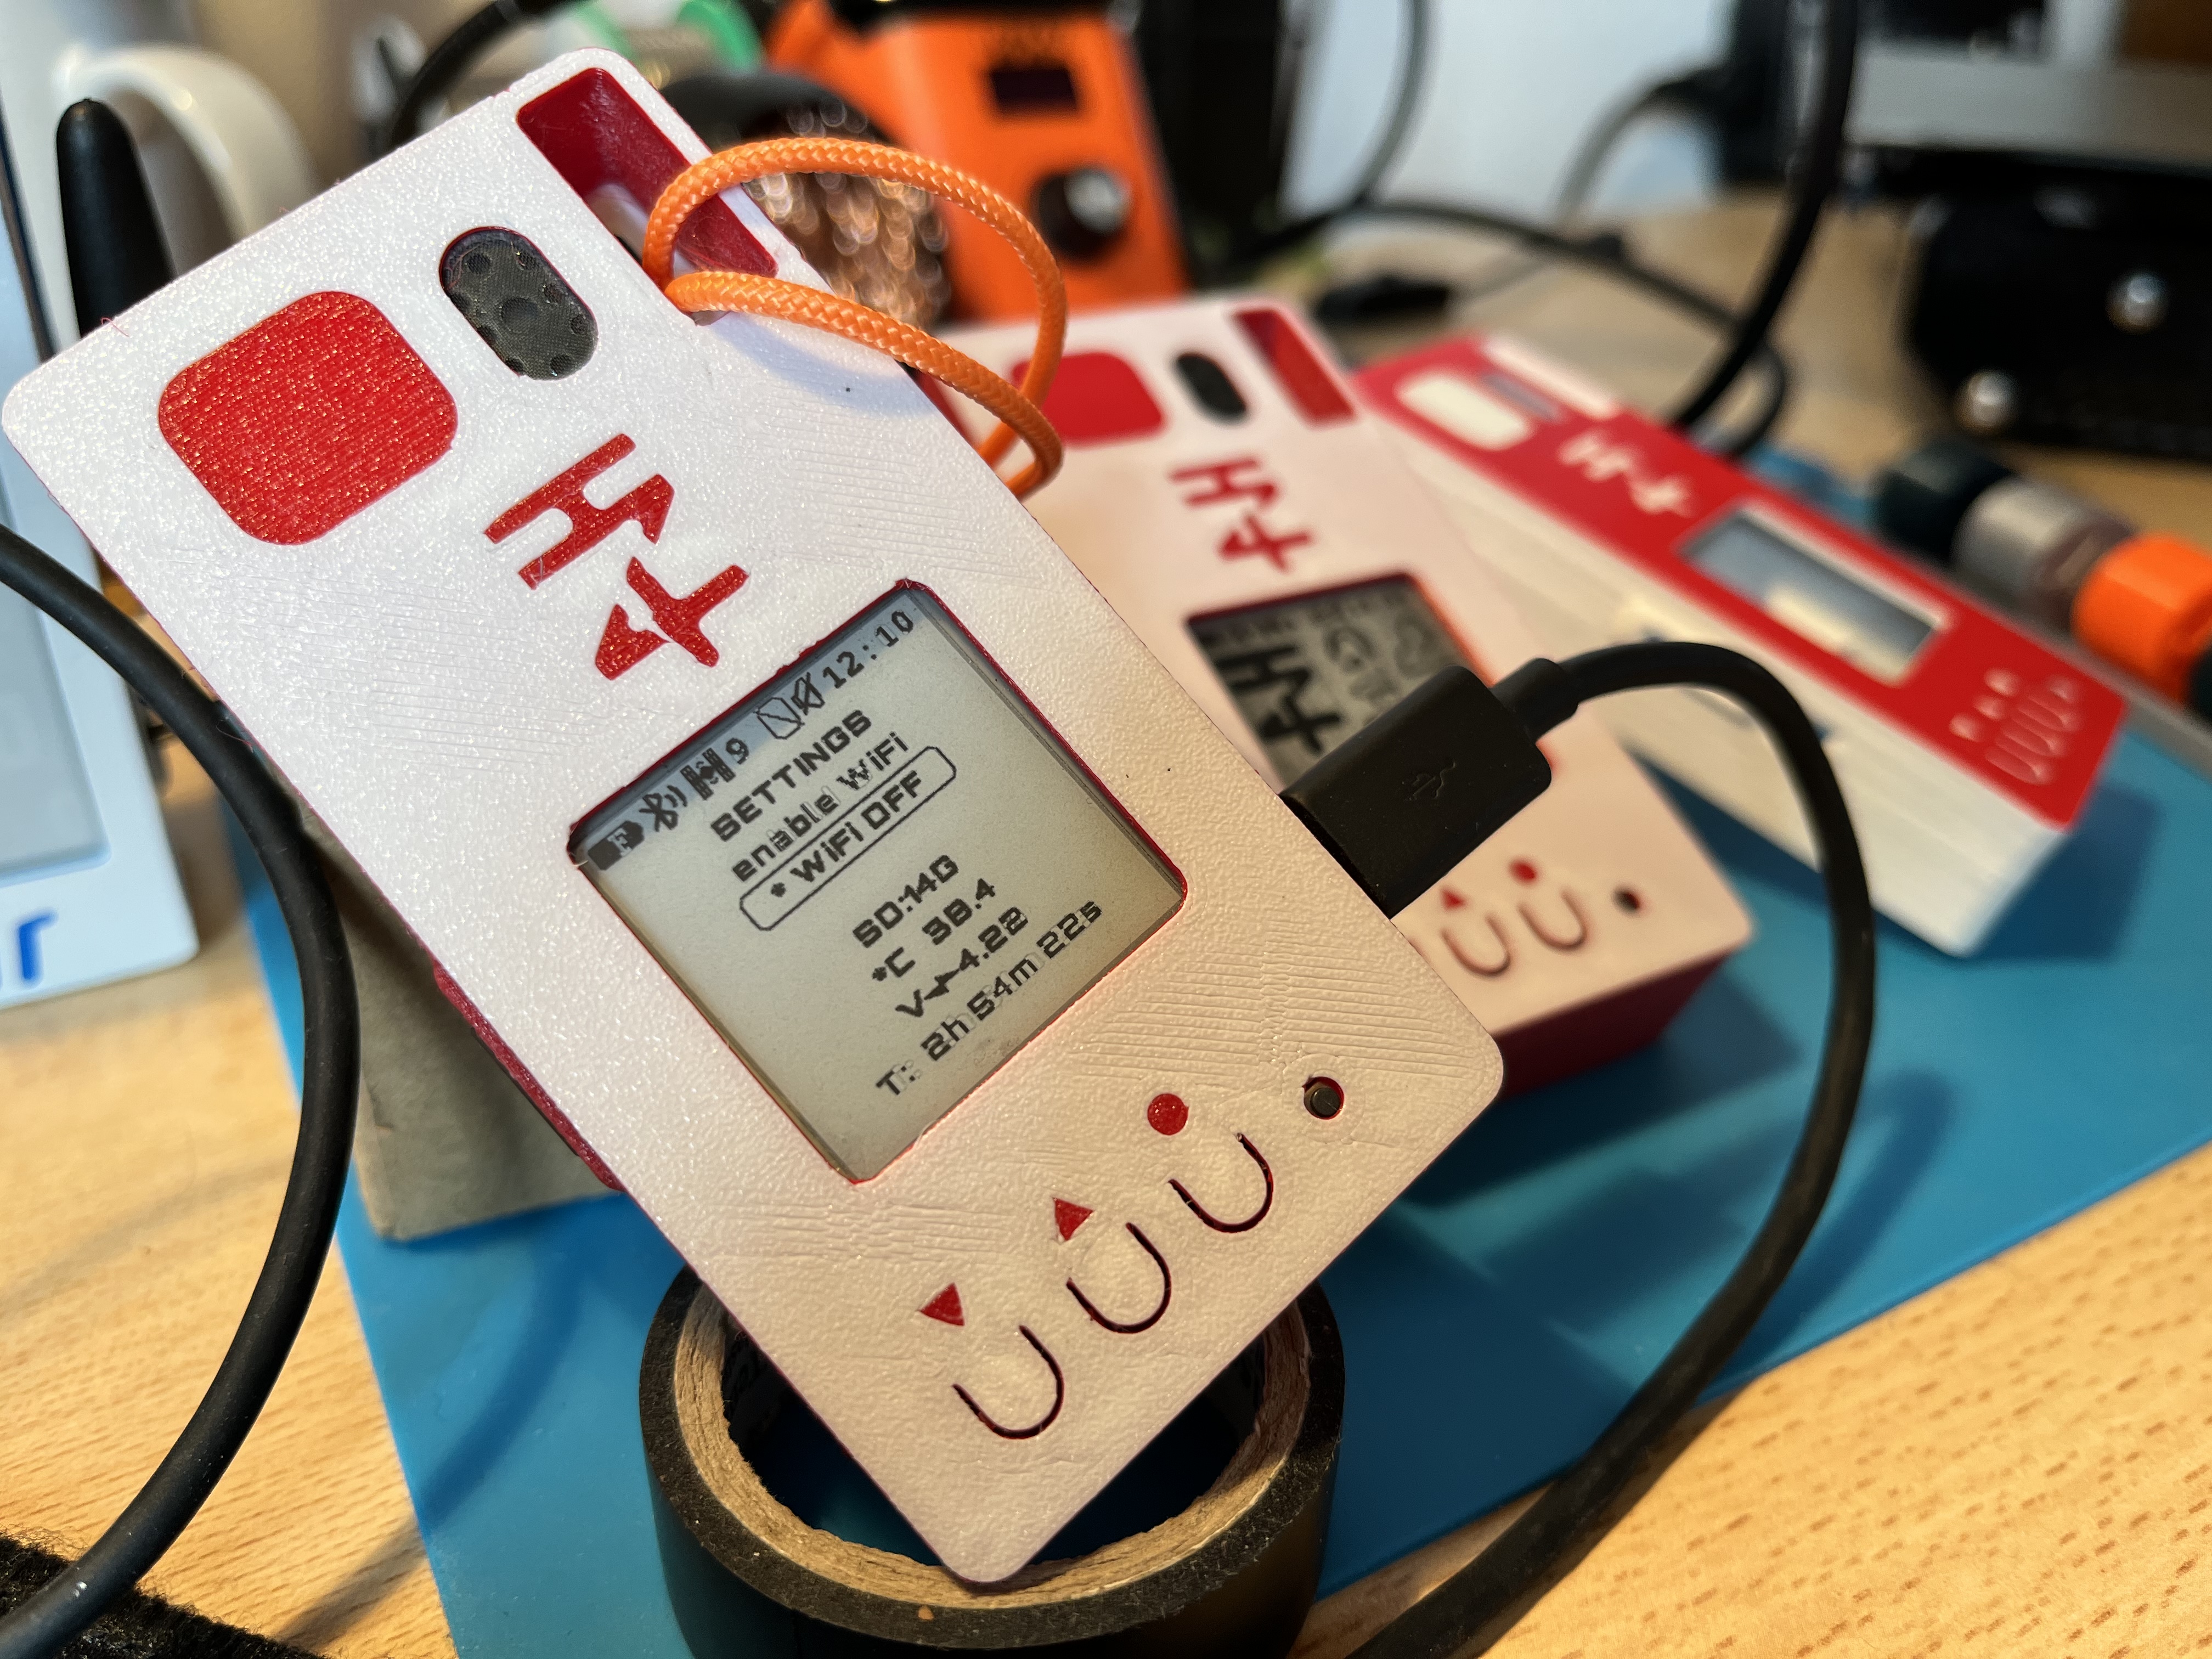 9 12:10
SETTINGS
enable WiFi
* WiFi OFF
SD:14G
°C 38.4
V 4.22
T: 2h 54m 22s
r